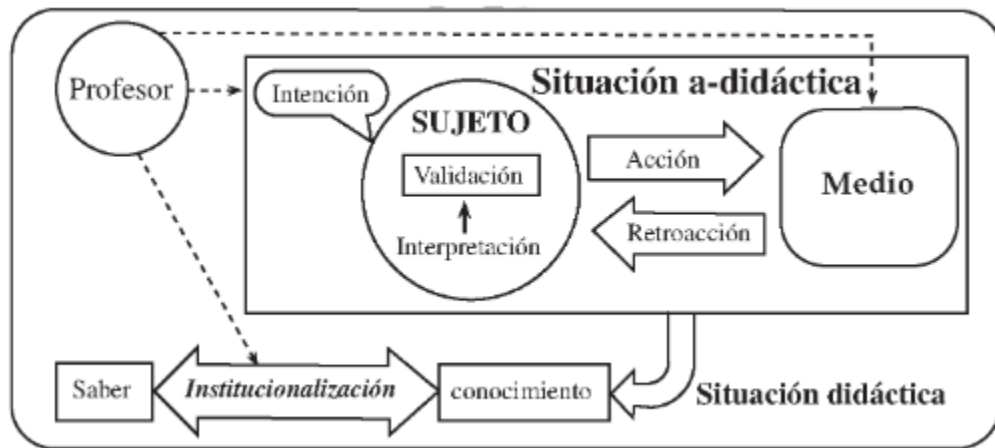 Profesor
Situación a-didáctica
Intención
SUJETO
Validación
Interpretación
Acción
Retroacción
Medio
Saber
Institucionalización
conocimiento
Situación didáctica